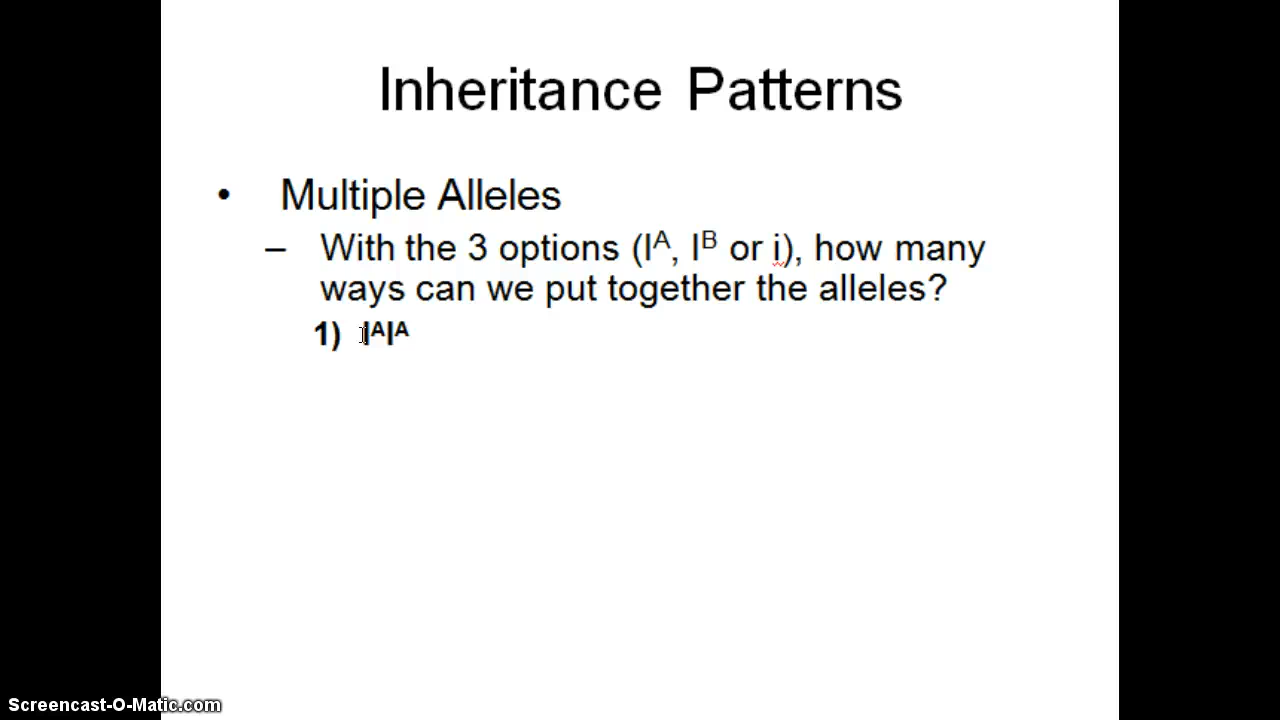 Inheritance Patterns
• Multiple Alleles
– With the 3 options (Iᴬ, Iᴮ or i), how many
ways can we put together the alleles?
1) IᴬIᴬ
Screencast-O-Matic.com